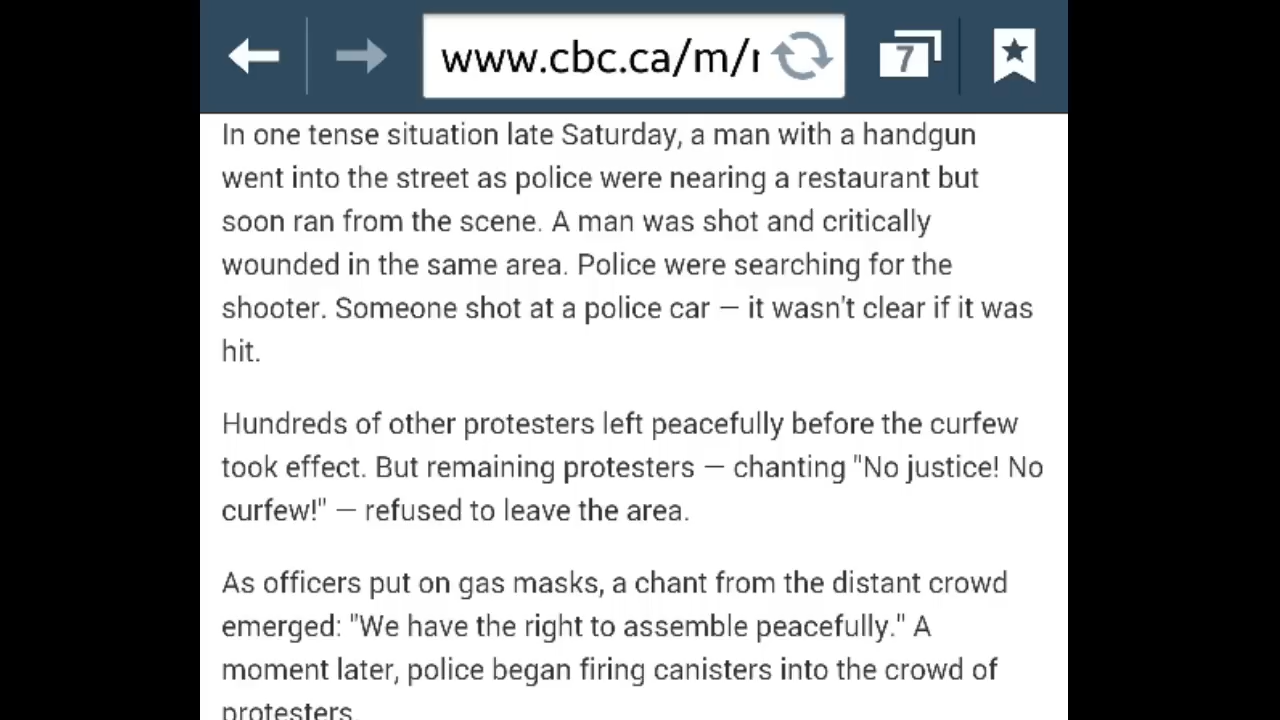 www.cbc.ca/m/
7
In one tense situation late Saturday, a man with a handgun
went into the street as police were nearing a restaurant but
soon ran from the scene. A man was shot and critically
wounded in the same area. Police were searching for the
shooter. Someone shot at a police car — it wasn't clear if it was
hit.
Hundreds of other protesters left peacefully before the curfew
took effect. But remaining protesters — chanting "No justice! No
curfew!" — refused to leave the area.
As officers put on gas masks, a chant from the distant crowd
emerged: "We have the right to assemble peacefully." A
moment later, police began firing canisters into the crowd of
protesters.